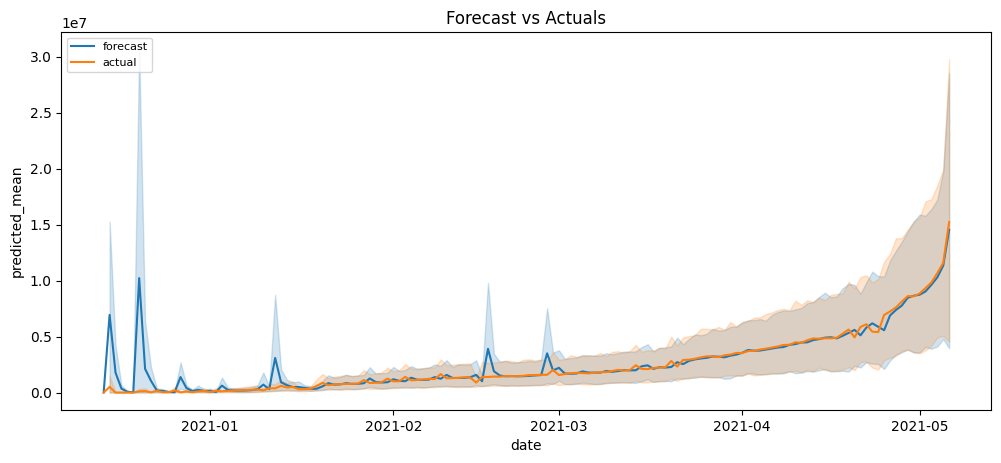 Forecast vs Actuals
1e7
forecast
actual
3.0
2.5
2.0
1.5
1.0
0.5
0.0
predicted_mean
2021-01
2021-02
2021-03
2021-04
2021-05
date